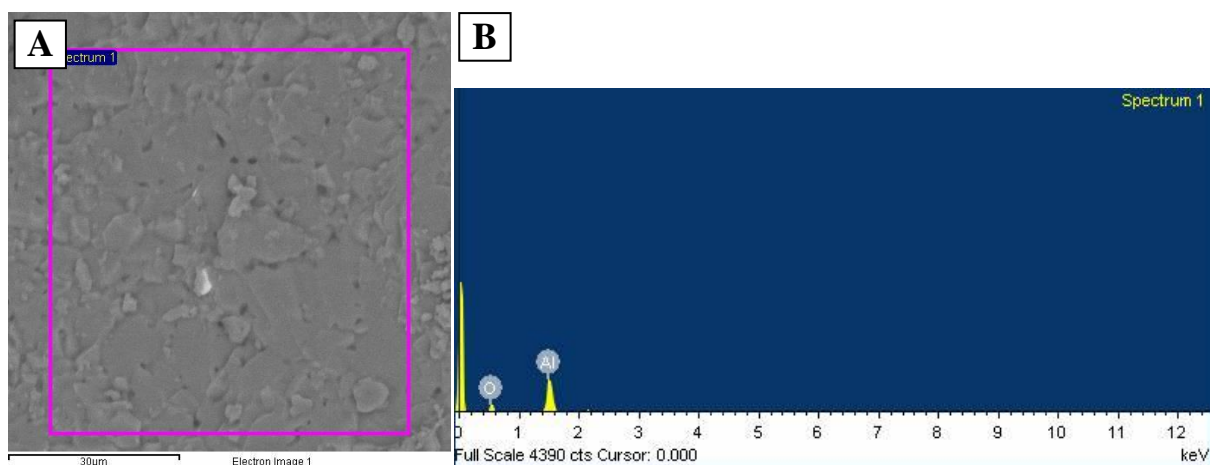 A
B
ectrum 1
Spectrum 1
O
Al
0 1 2 3 4 5 6 7 8 9 10 11 12
Full Scale 4390 cts Cursor: 0.000
keV
30µm
Electron Image 1